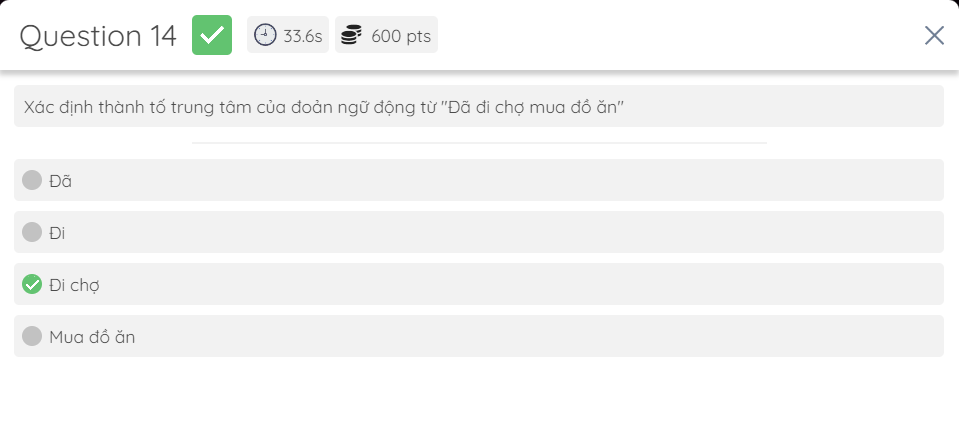 Question 14 33.6s 600 pts
Xác định thành tố trung tâm của đoản ngữ động từ "Đã đi chợ mua đồ ăn"
Đã
Đi
Đi chợ
Mua đồ ăn